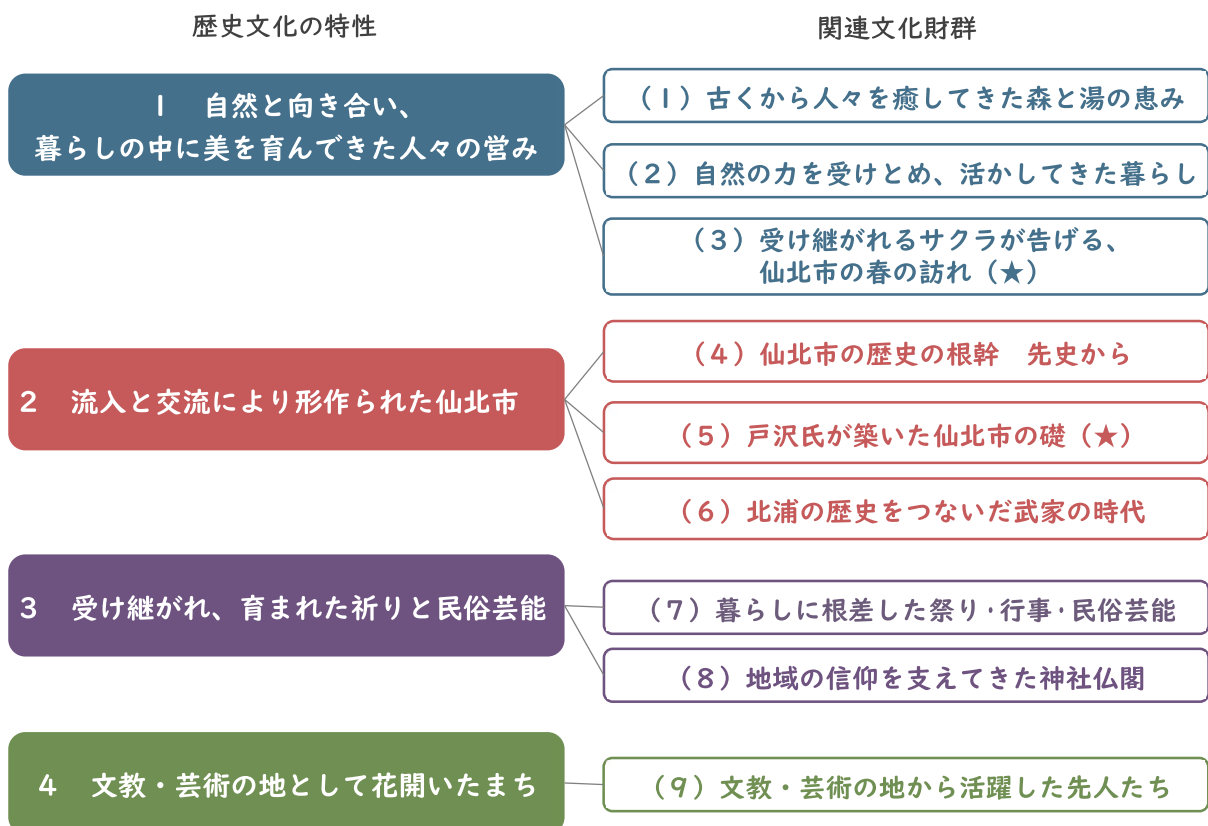 歴史文化の特性
関連文化財群
1　自然と向き合い、
暮らしの中に美を育んできた人々の営み
（1）古くから人々を癒してきた森と湯の恵み
（2）自然の力を受けとめ、活かしてきた暮らし
（3）受け継がれるサクラが告げる、
仙北市の春の訪れ（★）
2　流入と交流により形作られた仙北市
（4）仙北市の歴史の根幹　先史から
（5）戸沢氏が築いた仙北市の礎（★）
（6）北浦の歴史をつないだ武家の時代
3　受け継がれ、育まれた祈りと民俗芸能
（7）暮らしに根差した祭り・行事・民俗芸能
（8）地域の信仰を支えてきた神社仏閣
4　文教・芸術の地として花開いたまち
（9）文教・芸術の地から活躍した先人たち